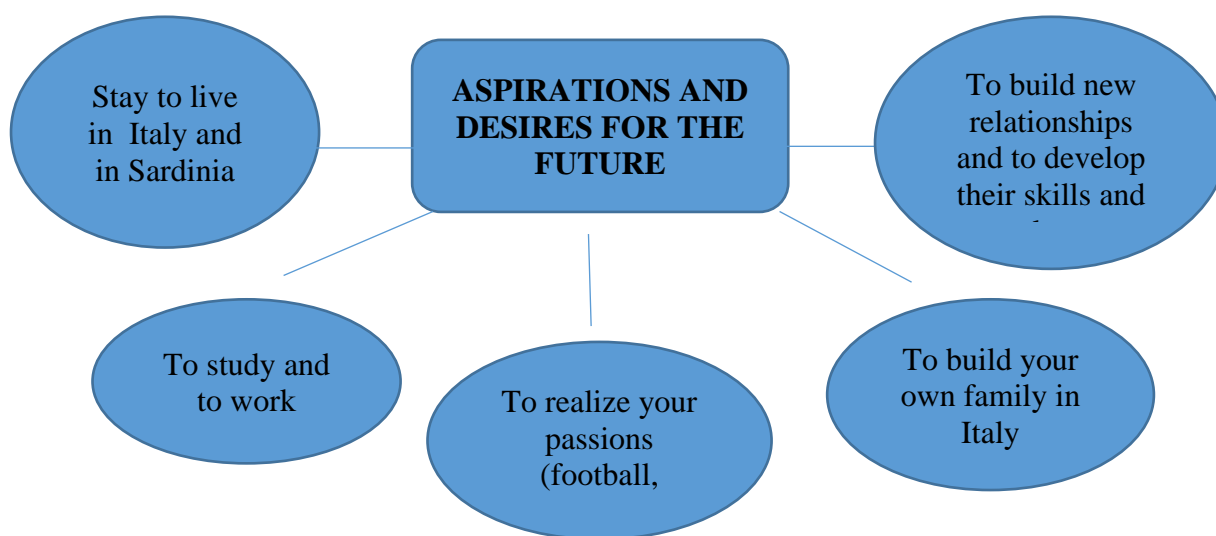 Stay to live
in Italy and
in Sardinia
ASPIRATIONS AND
DESIRES FOR THE
FUTURE
To build new
relationships
and to develop
their skills and
To study and
to work
To realize your
passions
(football,
To build your
own family in
Italy